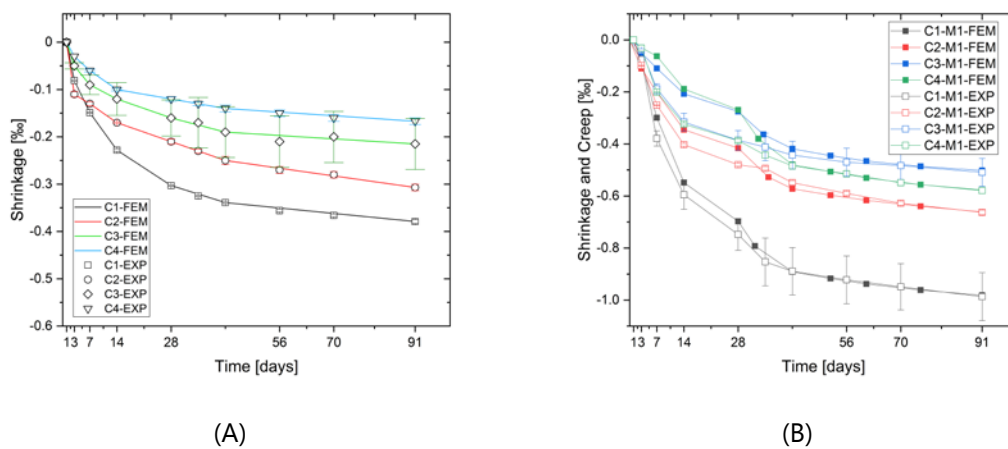 0
-0.1
-0.2
-0.3
-0.4
-0.5
-0.6
Shrinkage [‰]
C1-FEM
C2-FEM
C3-FEM
C4-FEM
C1-EXP
C2-EXP
C3-EXP
C4-EXP
1 3 7 14 28 56 70 91
Time [days]
(A)
0.0
-0.2
-0.4
-0.6
-0.8
-1.0
Shrinkage and Creep [‰]
C1-M1-FEM
C2-M1-FEM
C3-M1-FEM
C4-M1-FEM
C1-M1-EXP
C2-M1-EXP
C3-M1-EXP
C4-M1-EXP
1 3 7 14 28 56 70 91
Time [days]
(B)